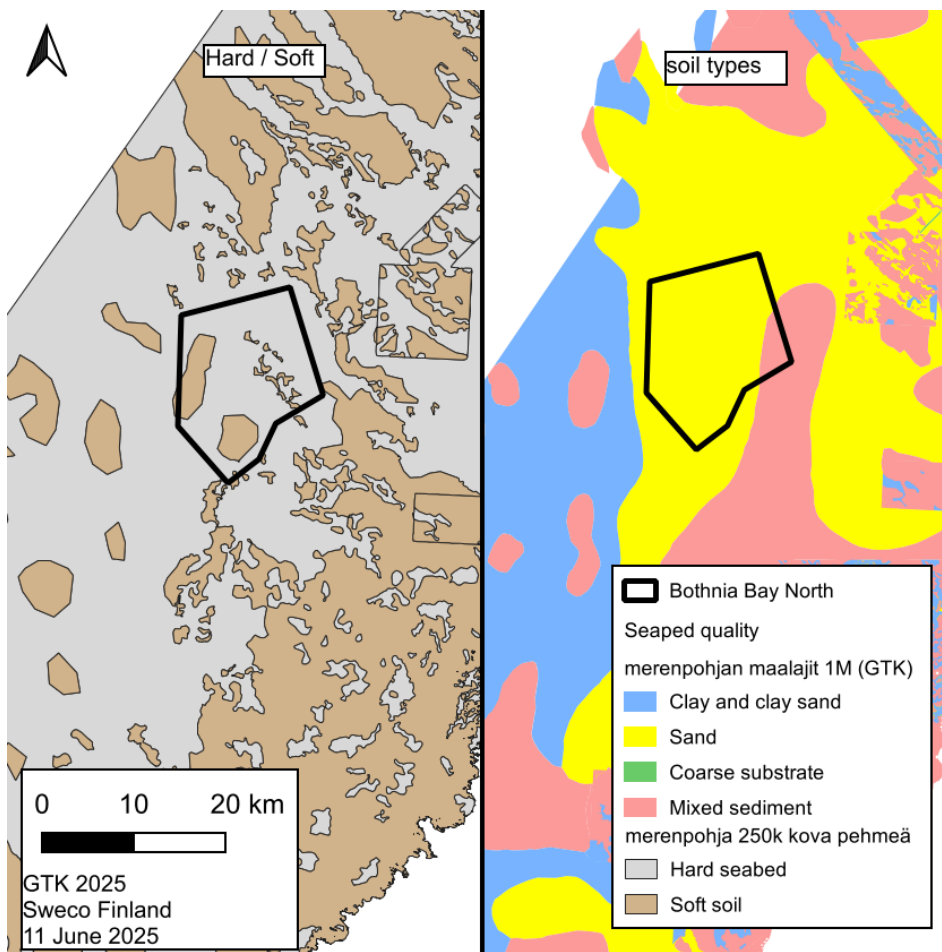 Hard / Soft
soil types
Bothnia Bay North
Seaped quality
merenpohjan maalajit 1M (GTK)
Clay and clay sand
Sand
Coarse substrate
Mixed sediment
merenpohja 250k kova pehmeä
Hard seabed
Soft soil
0 10 20 km
GTK 2025
Sweco Finland
11 June 2025